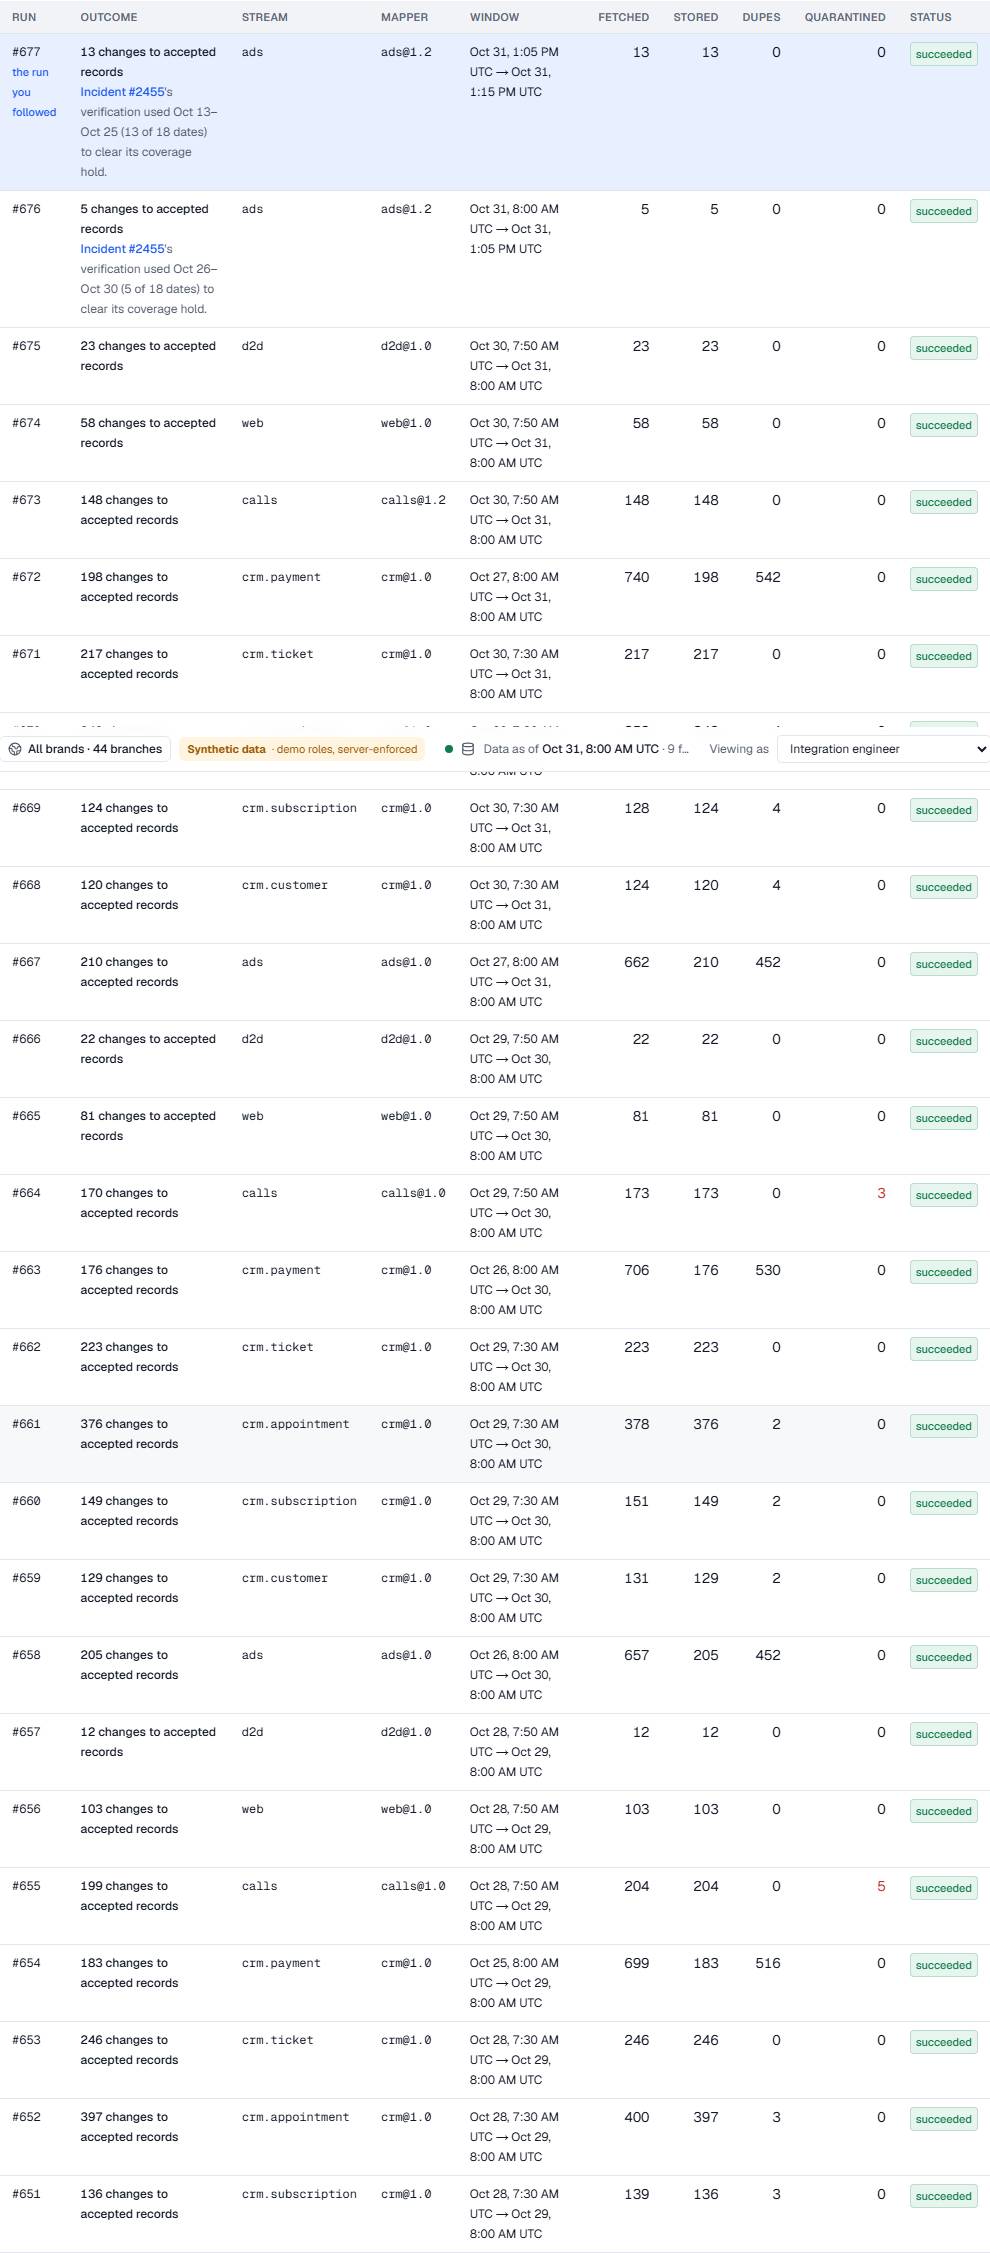 RUN OUTCOME STREAM MAPPER WINDOW FETCHED STORED DUPES QUARANTINED STATUS
#677 13 changes to accepted ads ads@1.2 Oct 31, 1:05 PM 13 13 0 0 succeeded
the run records UTC → Oct 31,
you Incident #2455's 1:15 PM UTC
followed verification used Oct 13–
Oct 25 (13 of 18 dates)
to clear its coverage
hold.
#676 5 changes to accepted ads ads@1.2 Oct 31, 8:00 AM 5 5 0 0 succeeded
records UTC → Oct 31,
Incident #2455's 1:05 PM UTC
verification used Oct 26–
Oct 30 (5 of 18 dates) to
clear its coverage hold.
#675 23 changes to accepted d2d d2d@1.0 Oct 30, 7:50 AM 23 23 0 0 succeeded
records UTC → Oct 31,
8:00 AM UTC
#674 58 changes to accepted web web@1.0 Oct 30, 7:50 AM 58 58 0 0 succeeded
records UTC → Oct 31,
8:00 AM UTC
#673 148 changes to calls calls@1.2 Oct 30, 7:50 AM 148 148 0 0 succeeded
accepted records UTC → Oct 31,
8:00 AM UTC
#672 198 changes to crm.payment crm@1.0 Oct 27, 8:00 AM 740 198 542 0 succeeded
accepted records UTC → Oct 31,
8:00 AM UTC
#671 217 changes to crm.ticket crm@1.0 Oct 30, 7:30 AM 217 217 0 0 succeeded
accepted records UTC → Oct 31,
8:00 AM UTC
All brands · 44 branches Synthetic data · demo roles, server-enforced Data as of Oct 31, 8:00 AM UTC · 9 f... Viewing as Integration engineer
#669 124 changes to crm.subscription crm@1.0 Oct 30, 7:30 AM 128 124 4 0 succeeded
accepted records UTC → Oct 31,
8:00 AM UTC
#668 120 changes to crm.customer crm@1.0 Oct 30, 7:30 AM 124 120 4 0 succeeded
accepted records UTC → Oct 31,
8:00 AM UTC
#667 210 changes to ads ads@1.0 Oct 27, 8:00 AM 662 210 452 0 succeeded
accepted records UTC → Oct 31,
8:00 AM UTC
#666 22 changes to accepted d2d d2d@1.0 Oct 29, 7:50 AM 22 22 0 0 succeeded
records UTC → Oct 30,
8:00 AM UTC
#665 81 changes to accepted web web@1.0 Oct 29, 7:50 AM 81 81 0 0 succeeded
records UTC → Oct 30,
8:00 AM UTC
#664 170 changes to calls calls@1.0 Oct 29, 7:50 AM 173 173 0 3 succeeded
accepted records UTC → Oct 30,
8:00 AM UTC
#663 176 changes to crm.payment crm@1.0 Oct 26, 8:00 AM 706 176 530 0 succeeded
accepted records UTC → Oct 30,
8:00 AM UTC
#662 223 changes to crm.ticket crm@1.0 Oct 29, 7:30 AM 223 223 0 0 succeeded
accepted records UTC → Oct 30,
8:00 AM UTC
#661 376 changes to crm.appointment crm@1.0 Oct 29, 7:30 AM 378 376 2 0 succeeded
accepted records UTC → Oct 30,
8:00 AM UTC
#660 149 changes to crm.subscription crm@1.0 Oct 29, 7:30 AM 151 149 2 0 succeeded
accepted records UTC → Oct 30,
8:00 AM UTC
#659 129 changes to crm.customer crm@1.0 Oct 29, 7:30 AM 131 129 2 0 succeeded
accepted records UTC → Oct 30,
8:00 AM UTC
#658 205 changes to ads ads@1.0 Oct 26, 8:00 AM 657 205 452 0 succeeded
accepted records UTC → Oct 30,
8:00 AM UTC
#657 12 changes to accepted d2d d2d@1.0 Oct 28, 7:50 AM 12 12 0 0 succeeded
records UTC → Oct 29,
8:00 AM UTC
#656 103 changes to web web@1.0 Oct 28, 7:50 AM 103 103 0 0 succeeded
accepted records UTC → Oct 29,
8:00 AM UTC
#655 199 changes to calls calls@1.0 Oct 28, 7:50 AM 204 204 0 5 succeeded
accepted records UTC → Oct 29,
8:00 AM UTC
#654 183 changes to crm.payment crm@1.0 Oct 25, 8:00 AM 699 183 516 0 succeeded
accepted records UTC → Oct 29,
8:00 AM UTC
#653 246 changes to crm.ticket crm@1.0 Oct 28, 7:30 AM 246 246 0 0 succeeded
accepted records UTC → Oct 29,
8:00 AM UTC
#652 397 changes to crm.appointment crm@1.0 Oct 28, 7:30 AM 400 397 3 0 succeeded
accepted records UTC → Oct 29,
8:00 AM UTC
#651 136 changes to crm.subscription crm@1.0 Oct 28, 7:30 AM 139 136 3 0 succeeded
accepted records UTC → Oct 29,
8:00 AM UTC